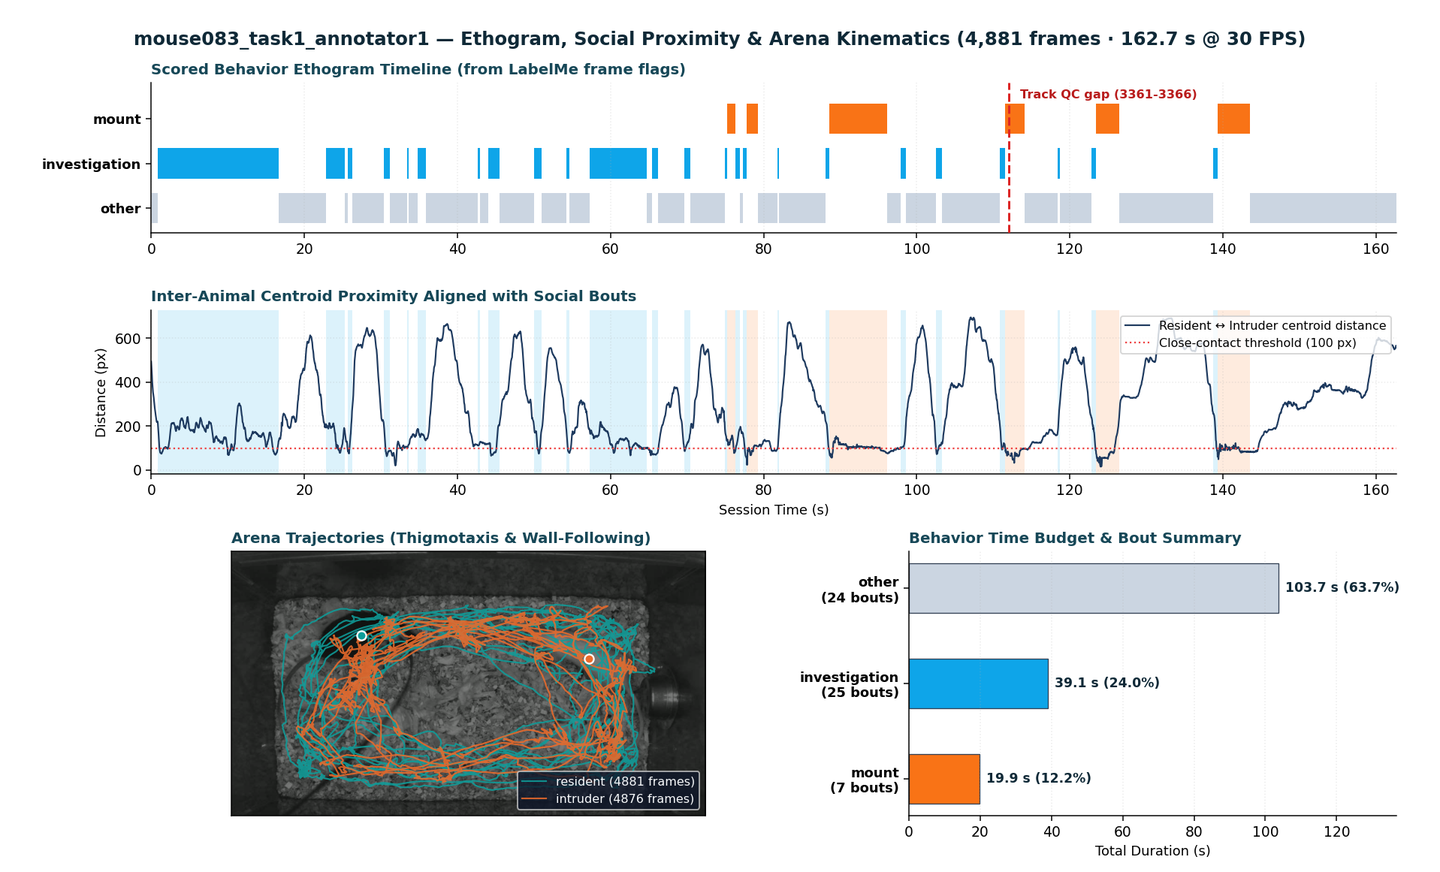 mouse083_task1_annotator1 — Ethogram, Social Proximity & Arena Kinematics (4,881 frames · 162.7 s @ 30 FPS)
Scored Behavior Ethogram Timeline (from LabelMe frame flags)
Track QC gap (3361-3366)
mount
investigation
other
0 20 40 60 80 100 120 140 160
Inter-Animal Centroid Proximity Aligned with Social Bouts
Resident ↔ Intruder centroid distance
Close-contact threshold (100 px)
Distance (px)
600
400
200
0
0 20 40 60 80 100 120 140 160
Session Time (s)
Arena Trajectories (Thigmotaxis & Wall-Following)
resident (4881 frames)
intruder (4876 frames)
Behavior Time Budget & Bout Summary
other
(24 bouts)
103.7 s (63.7%)
investigation
(25 bouts)
39.1 s (24.0%)
mount
(7 bouts)
19.9 s (12.2%)
0 20 40 60 80 100 120
Total Duration (s)